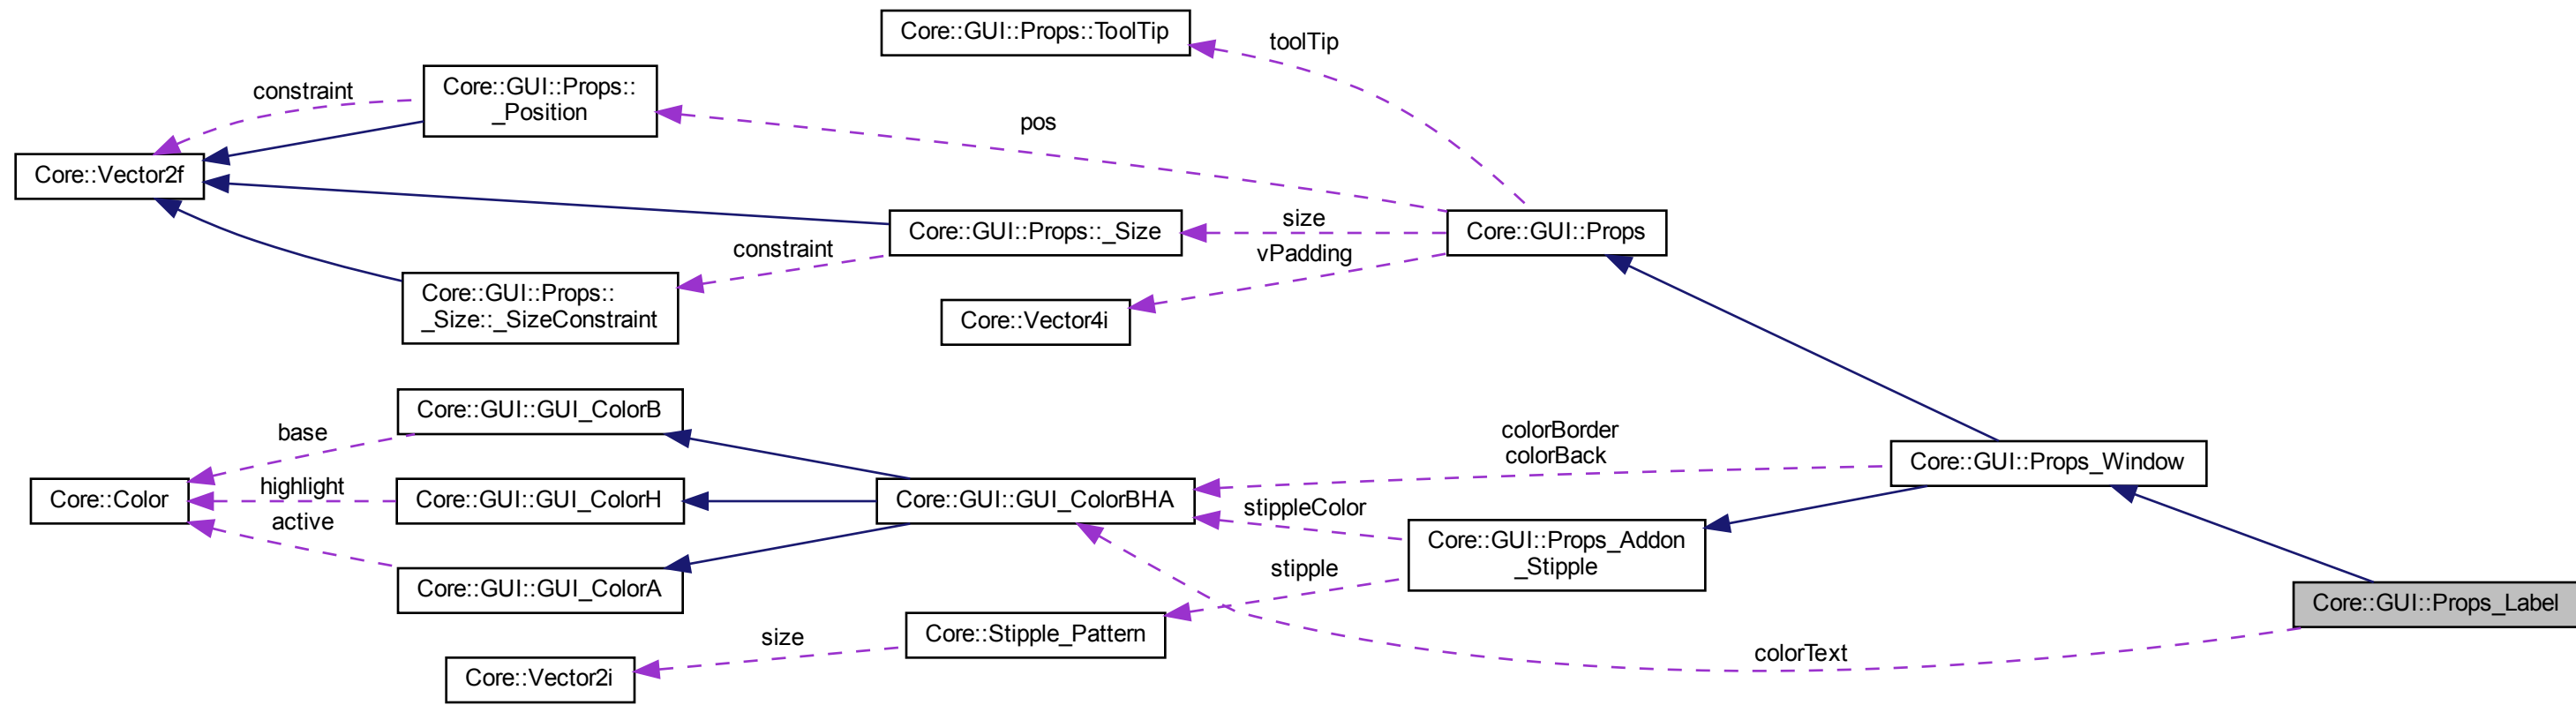 Core::GUI::Props::ToolTip
toolTip
constraint
Core::GUI::Props::
_Position
pos
Core::Vector2f
size
Core::GUI::Props::_Size
Core::GUI::Props
constraint
vPadding
Core::GUI::Props::
_Size::_SizeConstraint
Core::Vector4i
Core::GUI::GUI_ColorB
base
colorBorder
colorBack
Core::GUI::Props_Window
highlight
Core::Color
Core::GUI::GUI_ColorH
Core::GUI::GUI_ColorBHA
stippleColor
active
Core::GUI::Props_Addon
_Stipple
stipple
Core::GUI::GUI_ColorA
Core::GUI::Props_Label
Core::Stipple_Pattern
size
colorText
Core::Vector2i